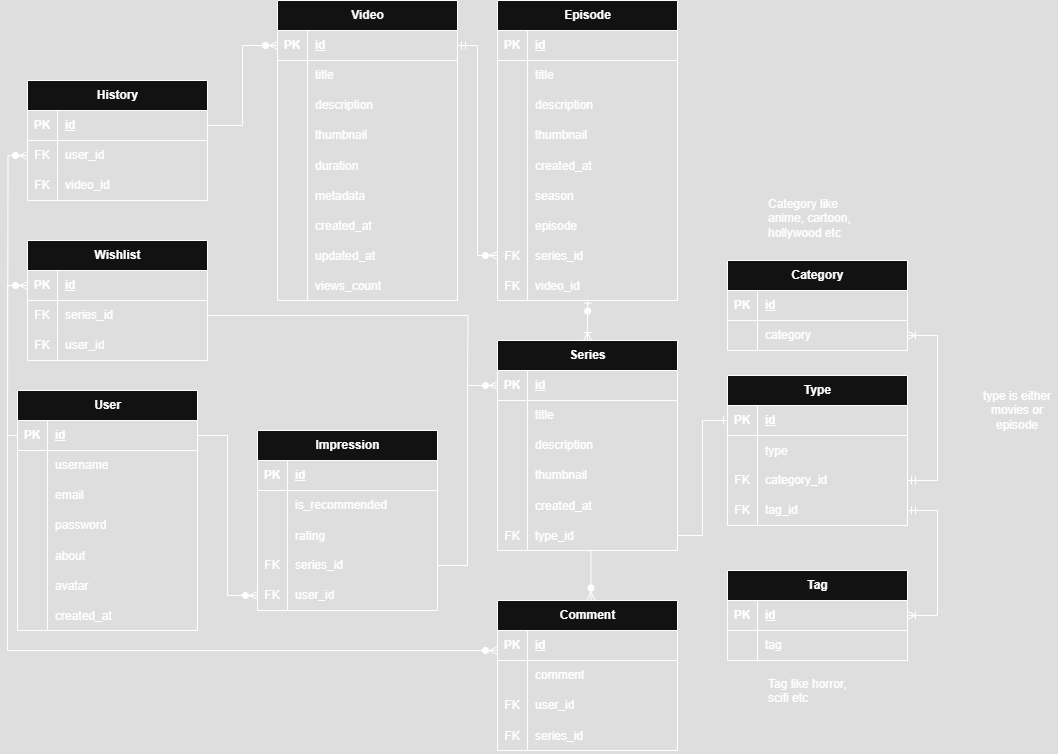 Video
PK id
title
description
thumbnail
duration
metadata
created_at
updated_at
views_count
Episode
PK id
title
description
thumbnail
created_at
season
episode
FK series_id
FK video_id
History
PK id
FK user_id
FK video_id
Wishlist
PK id
FK series_id
FK user_id
User
PK id
username
email
password
about
avatar
created_at
Impression
PK id
is_recommended
rating
FK series_id
FK user_id
Series
PK id
title
description
thumbnail
created_at
FK type_id
Comment
PK id
comment
FK user_id
FK series_id
Category like
anime, cartoon,
hollywood etc
Category
PK id
category
Type
PK id
type
FK category_id
FK tag_id
type is either
movies or
episode
Tag
PK id
tag
Tag like horror,
scifi etc